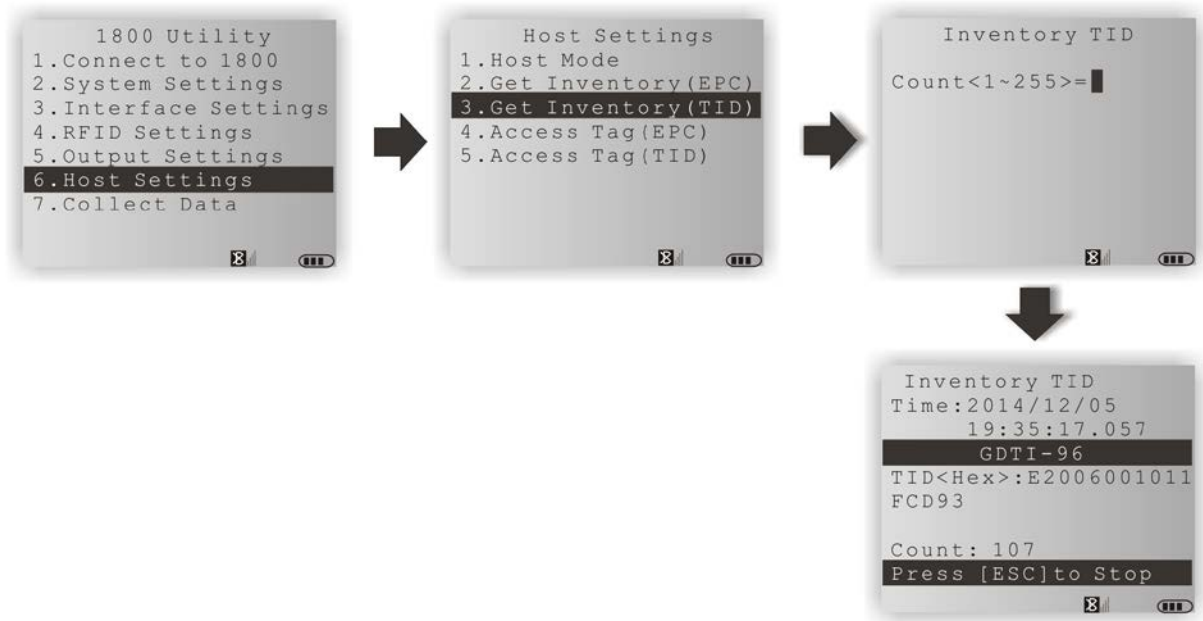 1800 Utility
1.Connect to 1800
2.System Settings
3.Interface Settings
4.RFID Settings
5.Output Settings
6.Host Settings
7.Collect Data
Host Settings
1.Host Mode
2.Get Inventory(EPC)
3.Get Inventory(TID)
4.Access Tag(EPC)
5.Access Tag(TID)
Inventory TID
Count<1~255>=
Inventory TID
Time:2014/12/05
19:35:17.057
GDTI-96
TID<Hex>:E2006001011
FCD93
Count: 107
Press [ESC]to Stop